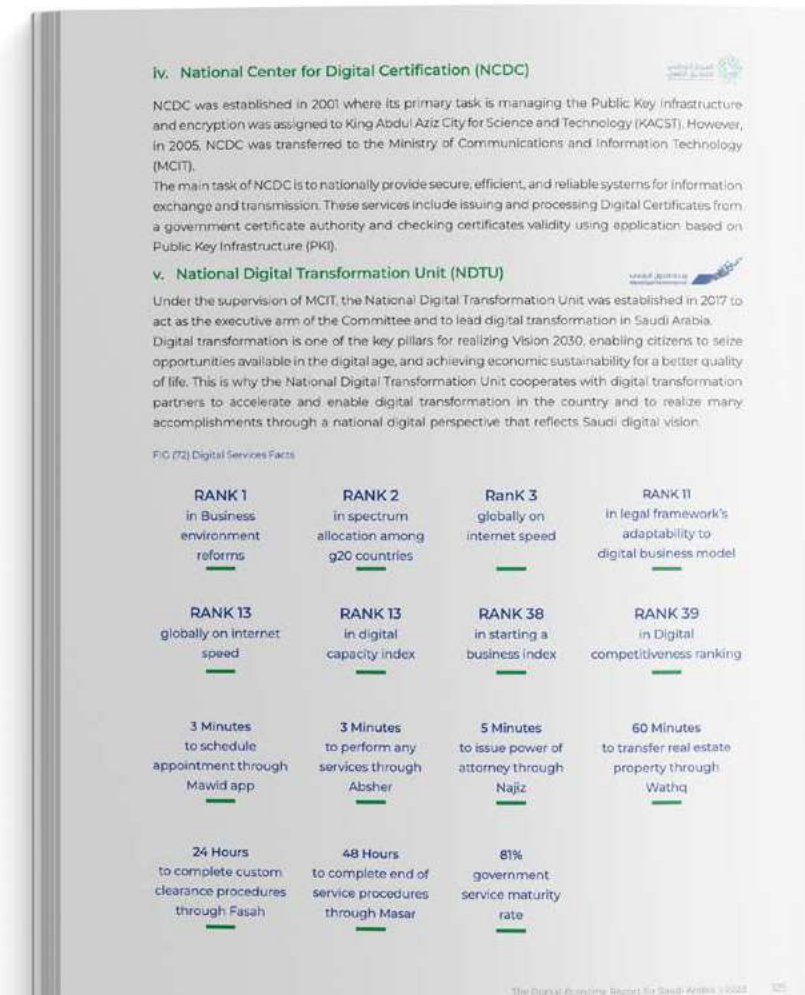 iv. National Center for Digital Certification (NCDC)
NCDC was established in 2001 where its primary task is managing the Public Key Infrastructure
and encryption was assigned to King Abdul Aziz City for Science and Technology (KACST). However,
in 2005, NCDC was transferred to the Ministry of Communications and Information Technology
(MCIT).
The main task of NCDC is to nationally provide secure, efficient, and reliable systems for information
exchange and transmission. These services include issuing and processing Digital Certificates from
a government certificate authority and checking certificates validity using application based on
Public Key Infrastructure (PKI).
v. National Digital Transformation Unit (NDTU)
Under the supervision of MCIT, the National Digital Transformation Unit was established in 2017 to
act as the executive arm of the Committee and to lead digital transformation in Saudi Arabia.
Digital transformation is one of the key pillars for realizing Vision 2030, enabling citizens to seize
opportunities available in the digital age, and achieving economic sustainability for a better quality
of life. This is why the National Digital Transformation Unit cooperates with digital transformation
partners to accelerate and enable digital transformation in the country and to realize many
accomplishments through a national digital perspective that reflects Saudi digital vision.
FIG (72) Digital Services Facts
RANK 1
in Business
environment
reforms
RANK 2
in spectrum
allocation among
g20 countries
RanK 3
globally on
internet speed
RANK 11
in legal framework's
adaptability to
digital business model
RANK 13
globally on internet
speed
RANK 13
in digital
capacity index
RANK 38
in starting a
business index
RANK 39
in Digital
competitiveness ranking
3 Minutes
to schedule
appointment through
Mawid app
3 Minutes
to perform any
services through
Absher
5 Minutes
to issue power of
attorney through
Najiz
60 Minutes
to transfer real estate
property through
Wathq
24 Hours
to complete custom
clearance procedures
through Fasah
48 Hours
to complete end of
service procedures
through Masar
81%
government
service maturity
rate
The Digital Economy Report for Saudi Arabia | 2023